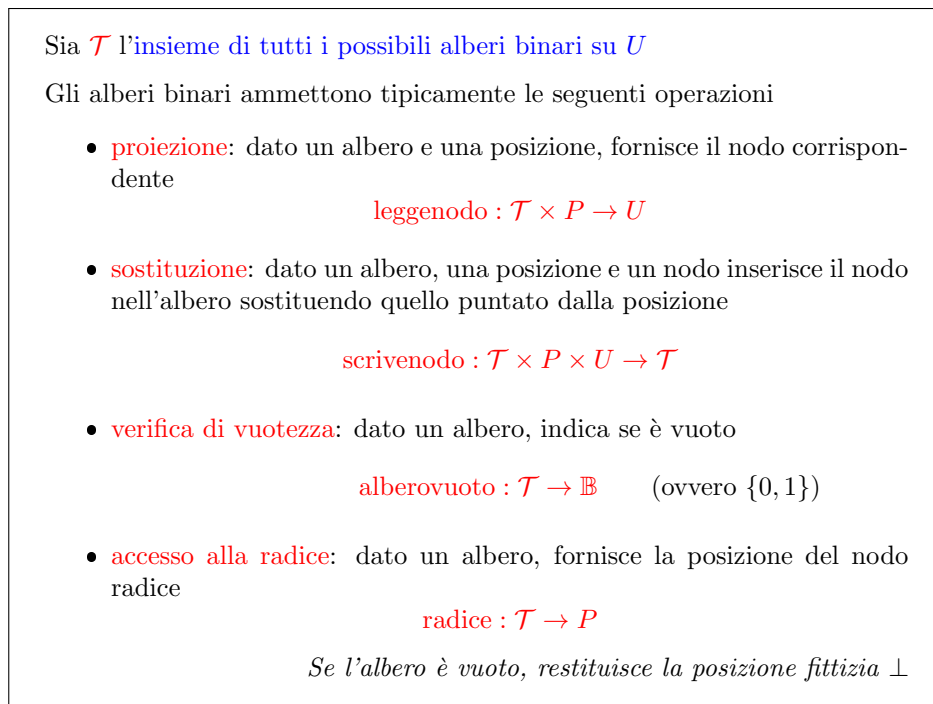 Sia 𝒯 l'insieme di tutti i possibili alberi binari su U
Gli alberi binari ammettono tipicamente le seguenti operazioni
• proiezione: dato un albero e una posizione, fornisce il nodo corrispon-
dente
leggenodo : 𝒯 × P → U
• sostituzione: dato un albero, una posizione e un nodo inserisce il nodo
nell'albero sostituendo quello puntato dalla posizione
scrivenodo : 𝒯 × P × U → 𝒯
• verifica di vuotezza: dato un albero, indica se è vuoto
alberovuoto : 𝒯 → 𝔹 (ovvero {0, 1})
• accesso alla radice: dato un albero, fornisce la posizione del nodo
radice
radice : 𝒯 → P
Se l'albero è vuoto, restituisce la posizione fittizia ⊥